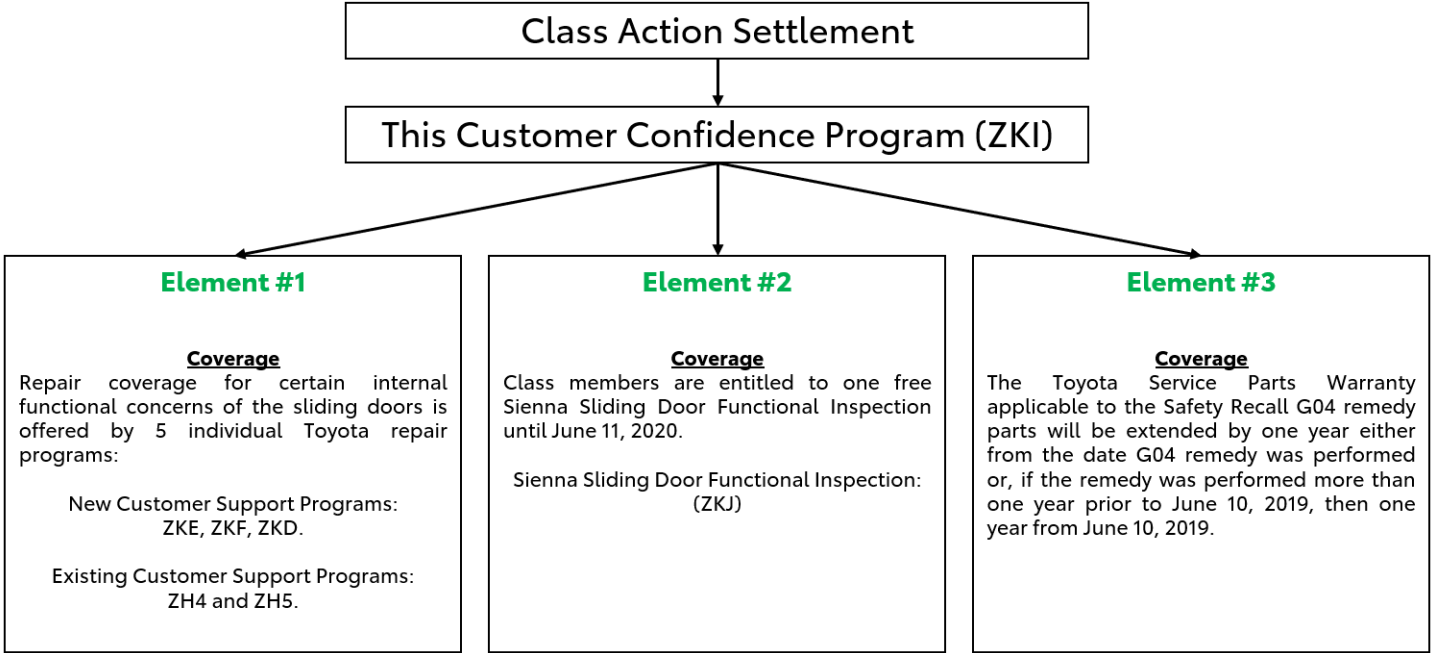 Class Action Settlement
This Customer Confidence Program (ZKI)
Element #1
Coverage
Repair coverage for certain internal
functional concerns of the sliding doors is
offered by 5 individual Toyota repair
programs:
New Customer Support Programs:
ZKE, ZKF, ZKD.
Existing Customer Support Programs:
ZH4 and ZH5.
Element #2
Coverage
Class members are entitled to one free
Sienna Sliding Door Functional Inspection
until June 11, 2020.
Sienna Sliding Door Functional Inspection:
(ZKJ)
Element #3
Coverage
The Toyota Service Parts Warranty
applicable to the Safety Recall G04 remedy
parts will be extended by one year either
from the date G04 remedy was performed
or, if the remedy was performed more than
one year prior to June 10, 2019, then one
year from June 10, 2019.